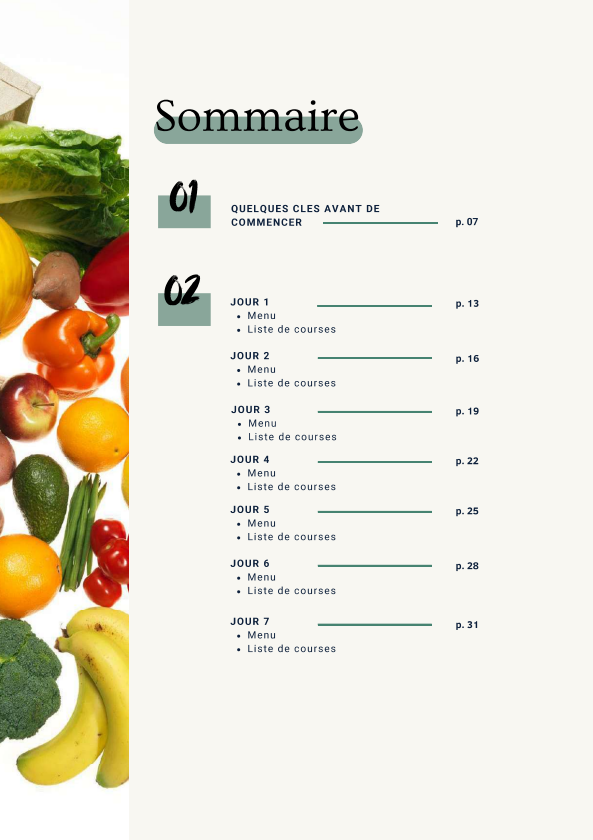 Sommaire
01
QUELQUES CLES AVANT DE
COMMENCER p. 07
02
JOUR 1 p. 13
• Menu
• Liste de courses
JOUR 2 p. 16
• Menu
• Liste de courses
JOUR 3 p. 19
• Menu
• Liste de courses
JOUR 4 p. 22
• Menu
• Liste de courses
JOUR 5 p. 25
• Menu
• Liste de courses
JOUR 6 p. 28
• Menu
• Liste de courses
JOUR 7 p. 31
• Menu
• Liste de courses